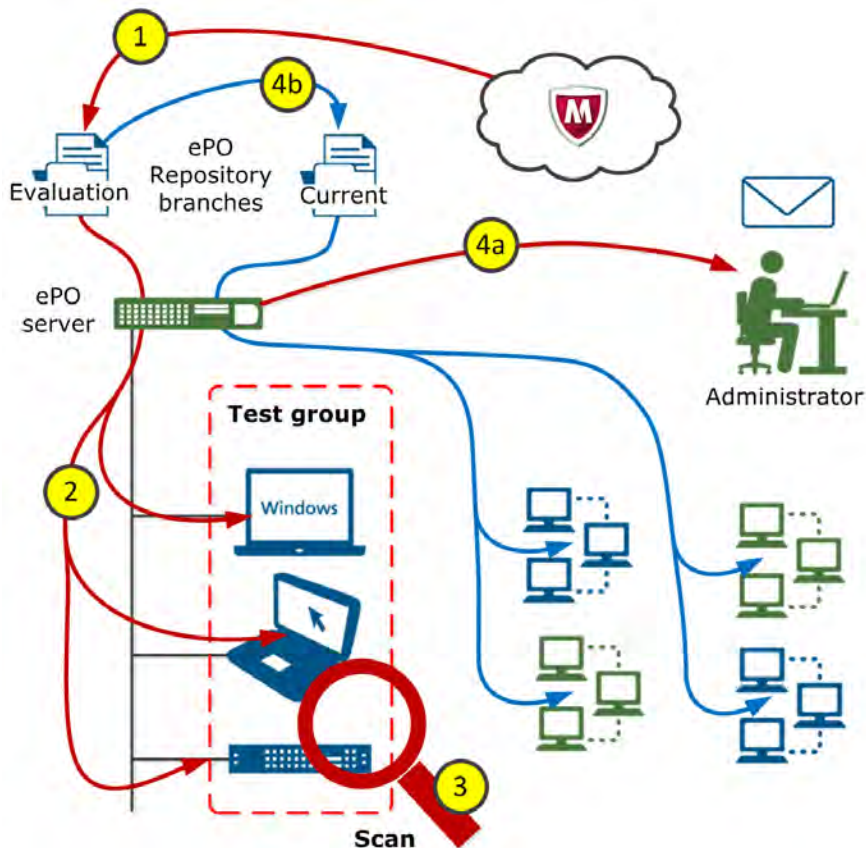 1
4b
M
ePO
Repository
branches
Evaluation
Current
4a
ePO
server
Administrator
Test group
2
Windows
3
Scan